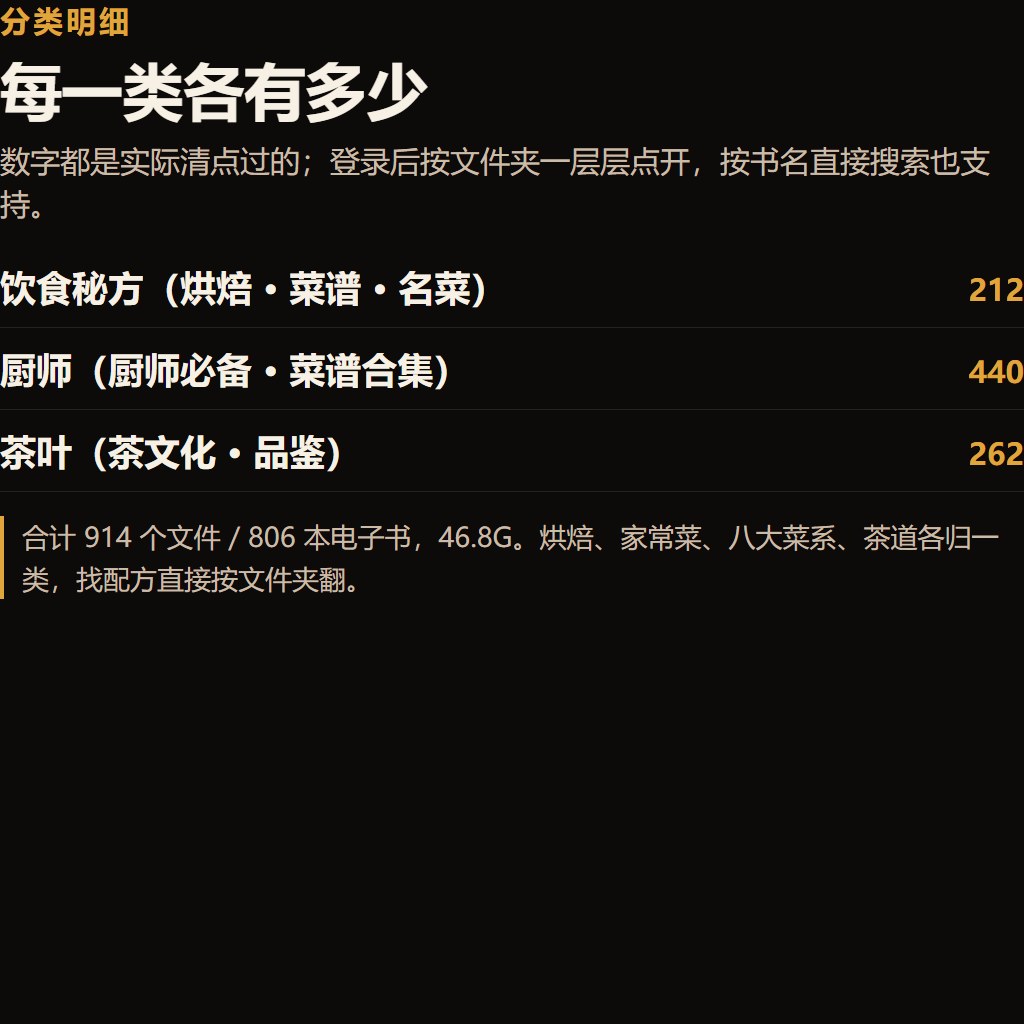 分类明细
每一类各有多少
数字都是实际清点过的；登录后按文件夹一层层点开，按书名直接搜索也支
持。
饮食秘方（烘焙・菜谱・名菜） 212
厨师（厨师必备・菜谱合集） 440
茶叶（茶文化・品鉴） 262
合计 914 个文件 / 806 本电子书，46.8G。烘焙、家常菜、八大菜系、茶道各归一
类，找配方直接按文件夹翻。